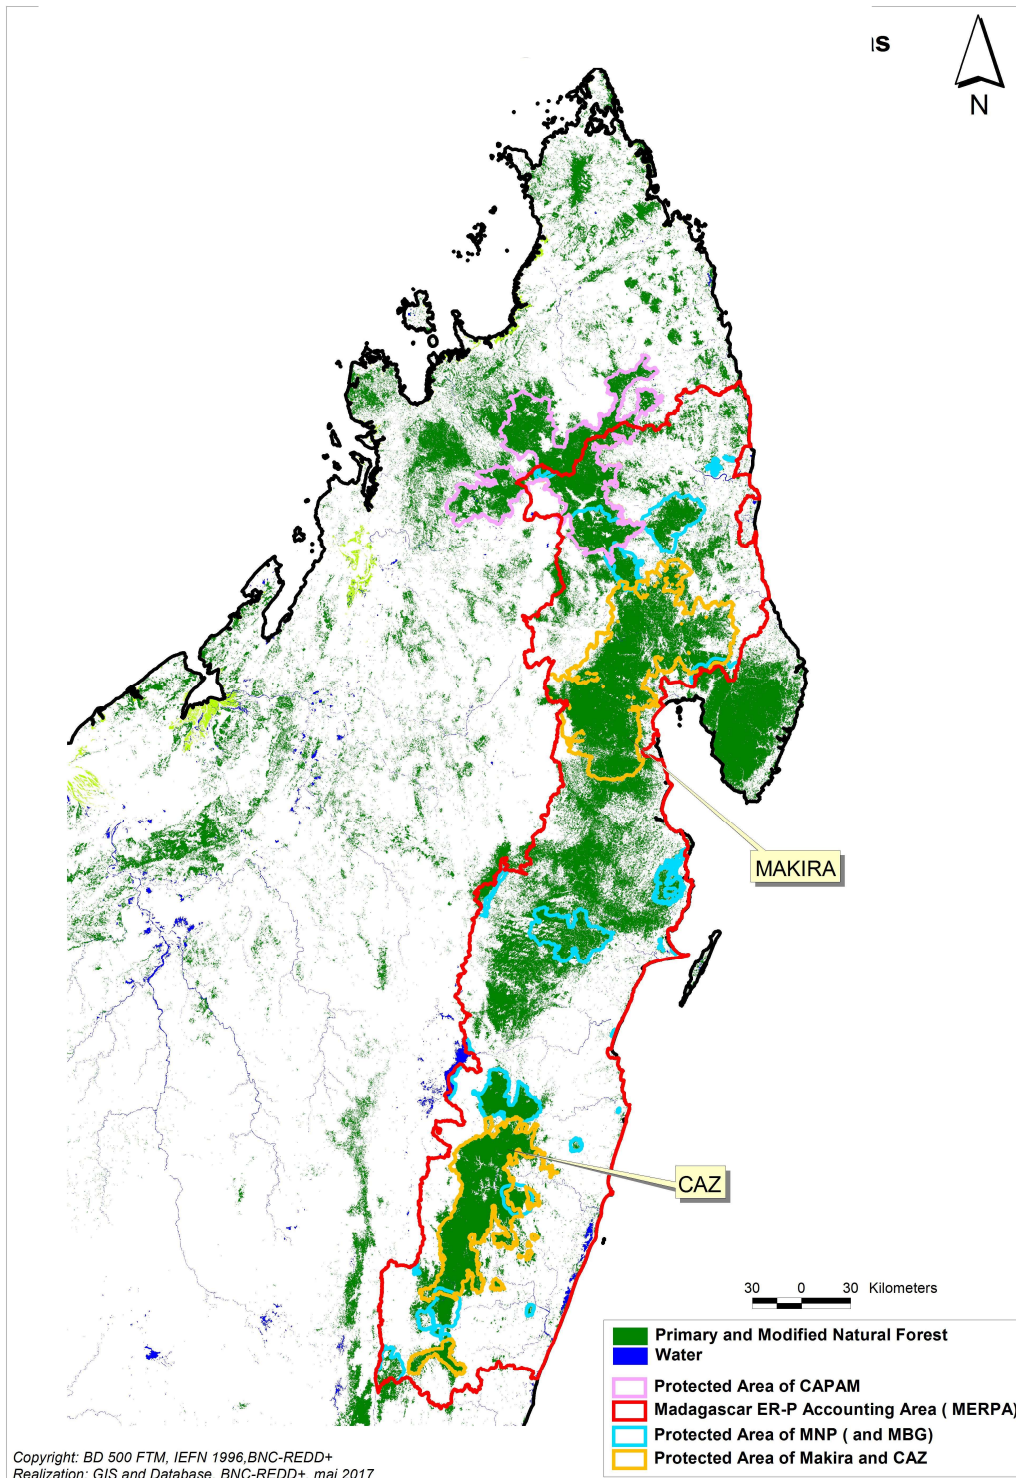 N
MAKIRA
CAZ
30 0 30 Kilometers
Primary and Modified Natural Forest
Water
Protected Area of CAPAM
Madagascar ER-P Accounting Area ( MERPA)
Protected Area of MNP ( and MBG)
Protected Area of Makira and CAZ
Copyright: BD 500 FTM, IEFN 1996,BNC-REDD+
Realization: GIS and Database BNC-REDD+ mai 2017